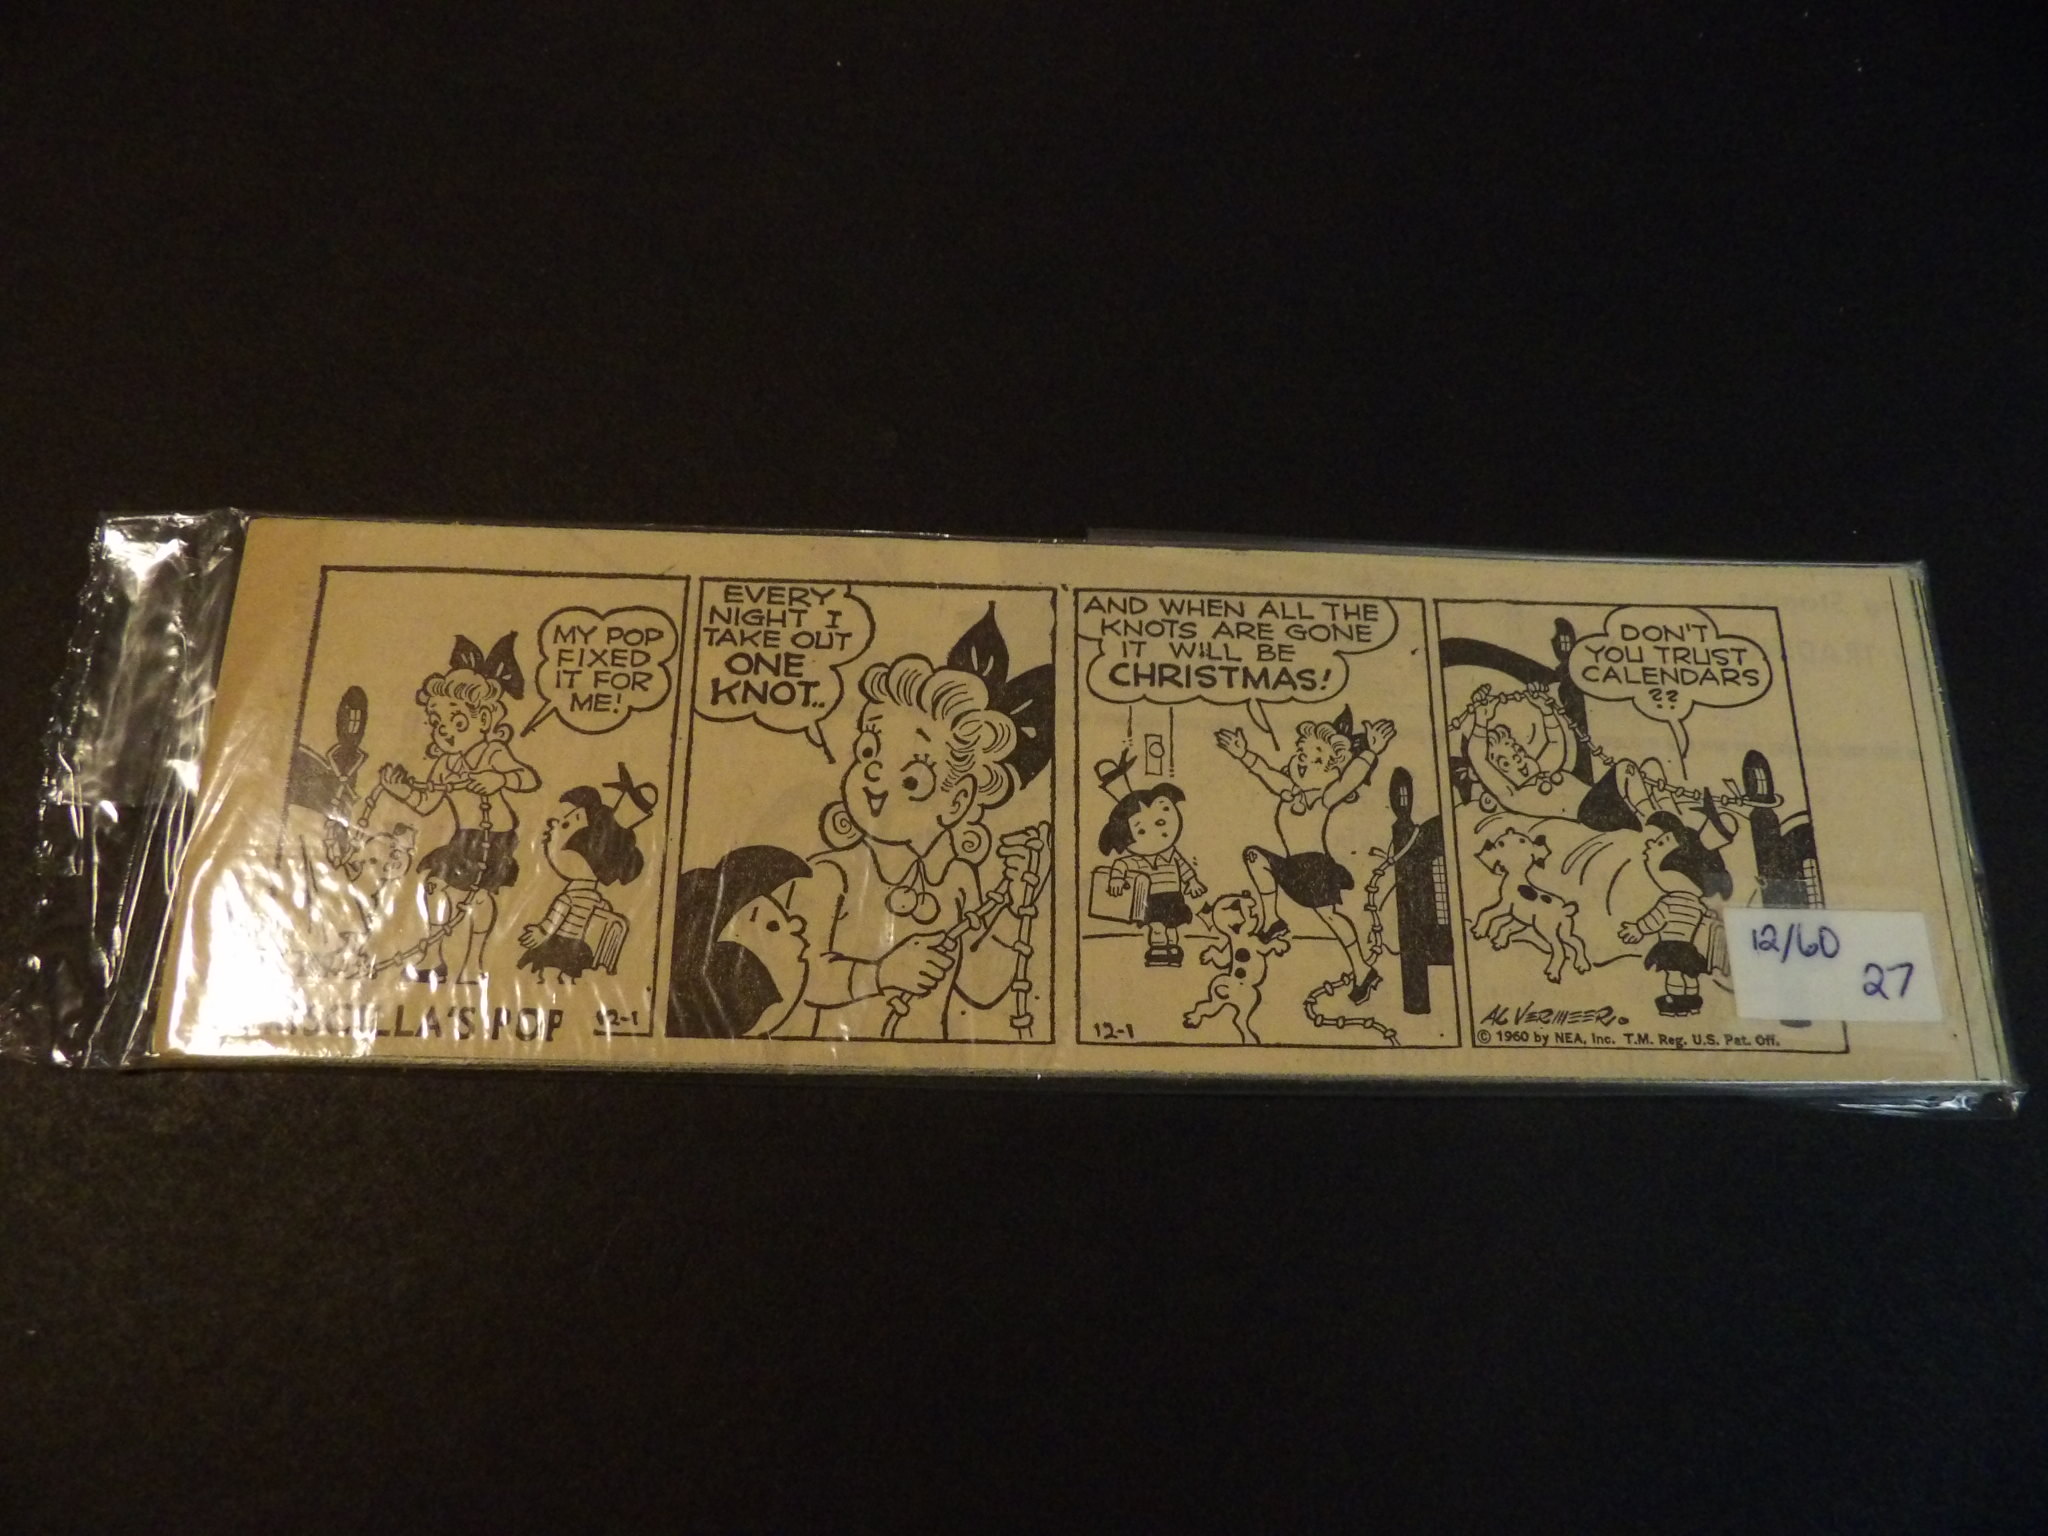 MY POP
FIXED
IT FOR
ME!
PRISCILLA'S POP
12-1
EVERY
NIGHT I
TAKE OUT
ONE
KNOT..
AND WHEN ALL THE
KNOTS ARE GONE
IT WILL BE
CHRISTMAS!
12-1
DON'T
YOU TRUST
CALENDARS
??
AL VERMEER.
© 1960 by NEA, Inc. T.M. Reg. U.S. Pat. Off.
12/60
27